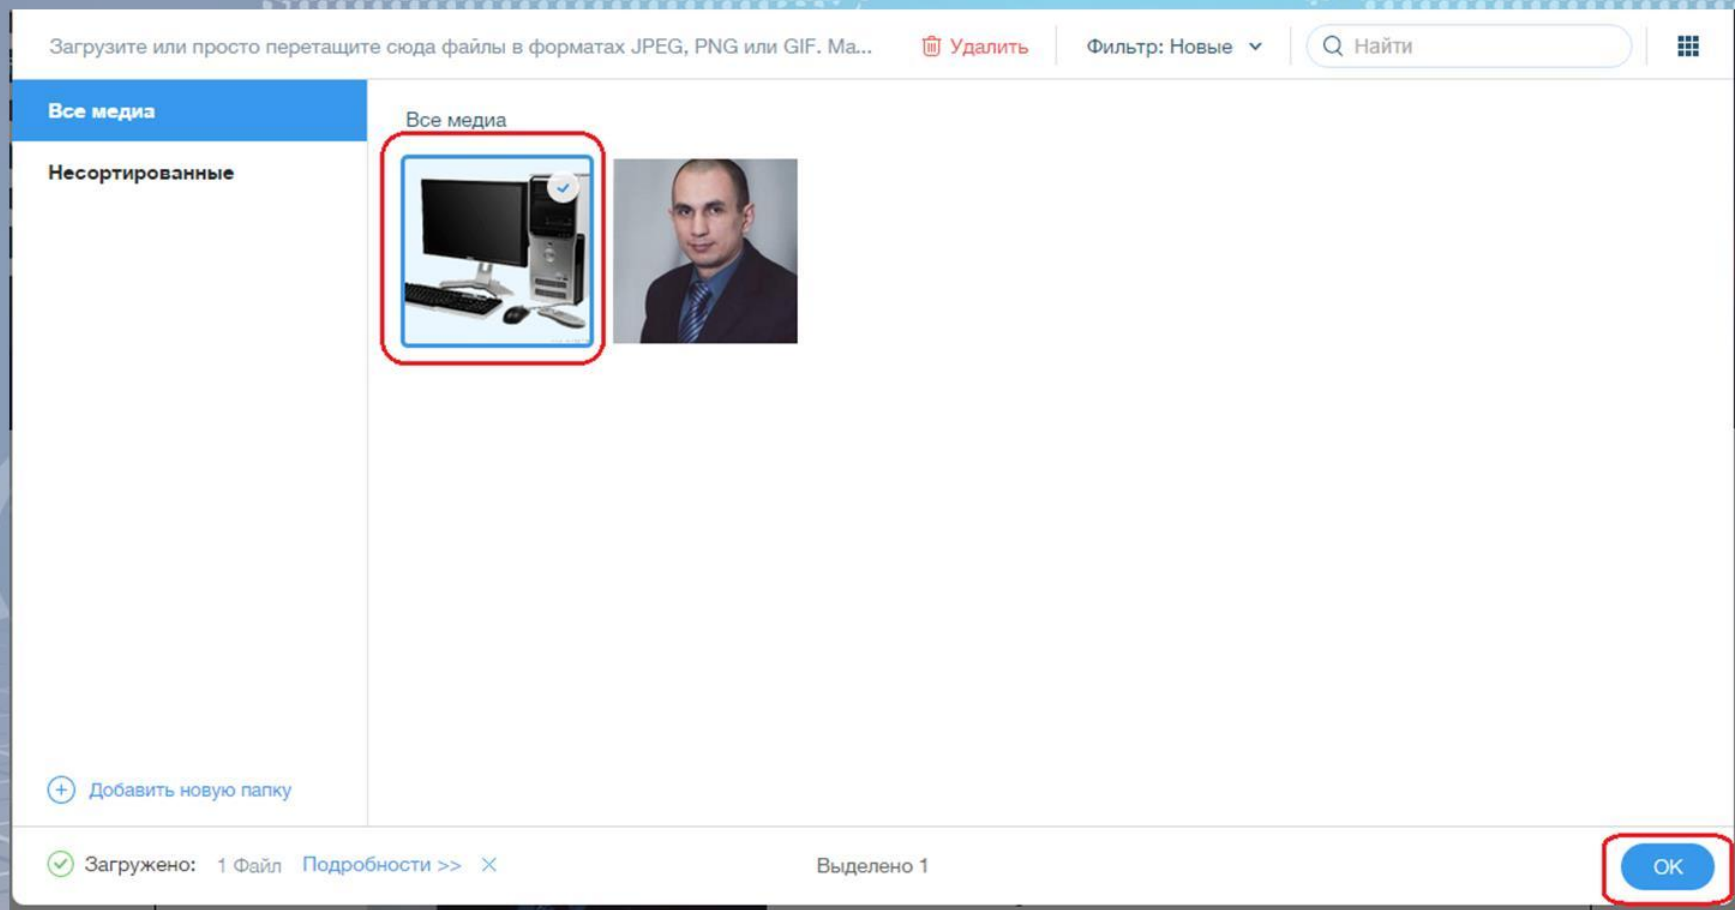 Загрузите или просто перетащите сюда файлы в форматах JPEG, PNG или GIF. Ма...
Удалить
Фильтр: Новые
Найти
Все медиа
Все медиа
Несортированные
Добавить новую папку
Загружено: 1 Файл Подробности >>
Выделено 1
OK